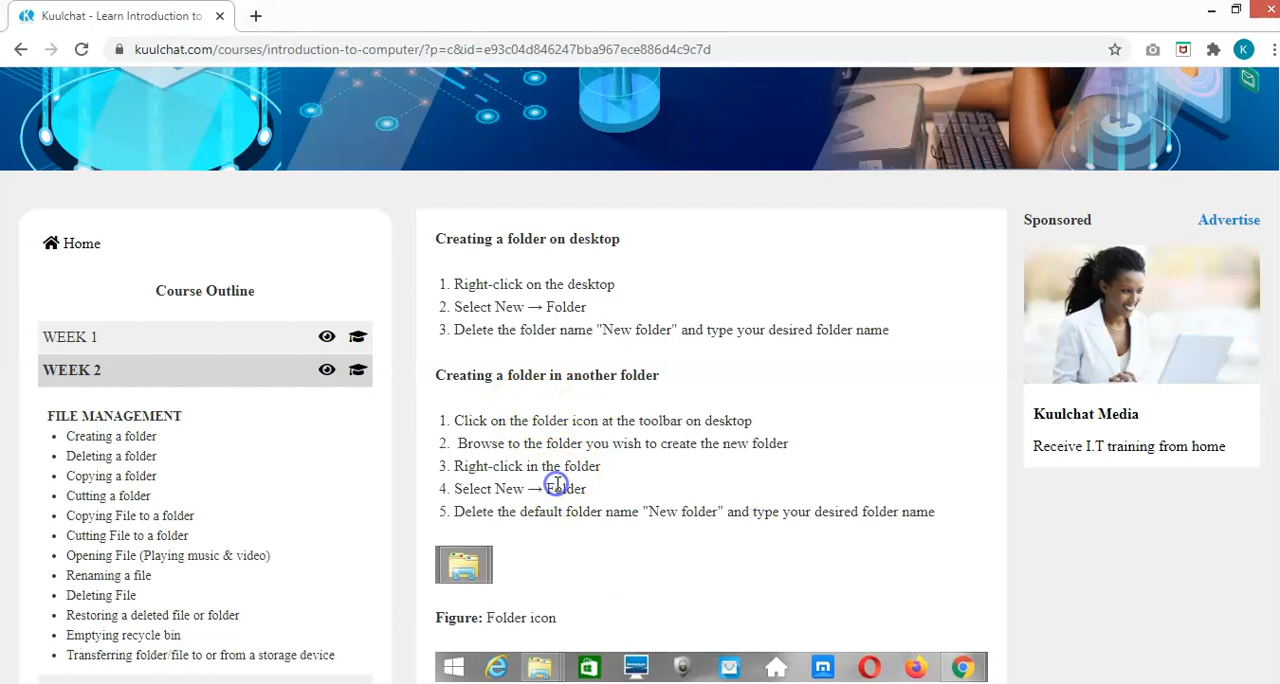 Kuulchat - Learn Introduction to
kuulchat.com/courses/introduction-to-computer/?p=c&id=e93c04d846247bba967ece886d4c9c7d
K
Home
Course Outline
WEEK 1
WEEK 2
FILE MANAGEMENT
Creating a folder
Deleting a folder
Copying a folder
Cutting a folder
Copying File to a folder
Cutting File to a folder
Opening File (Playing music & video)
Renaming a file
Deleting File
Restoring a deleted file or folder
Emptying recycle bin
Transferring folder/file to or from a storage device
Creating a folder on desktop
1. Right-click on the desktop
2. Select New → Folder
3. Delete the folder name "New folder" and type your desired folder name
Creating a folder in another folder
1. Click on the folder icon at the toolbar on desktop
2. Browse to the folder you wish to create the new folder
3. Right-click in the folder
4. Select New → Folder
5. Delete the default folder name "New folder" and type your desired folder name
Figure: Folder icon
Sponsored
Advertise
Kuulchat Media
Receive I.T training from home